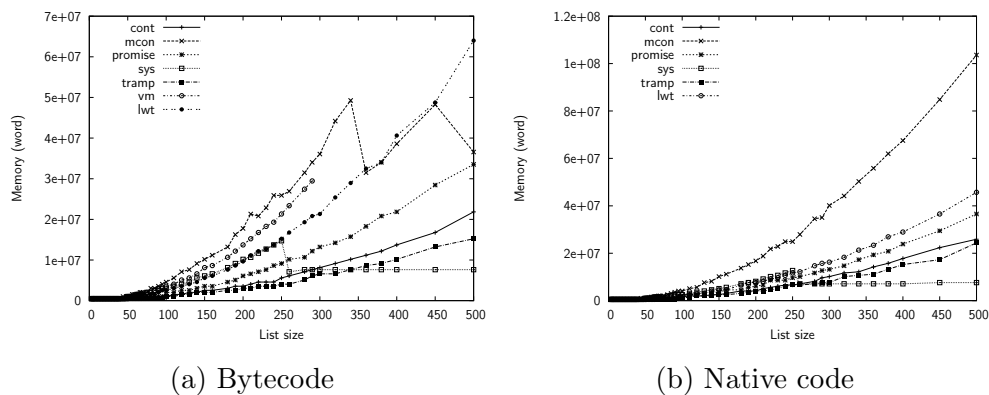 7e+07
6e+07
5e+07
4e+07
3e+07
2e+07
1e+07
0
Memory (word)
cont
mcon
promise
sys
tramp
vm
lwt
0 50 100 150 200 250 300 350 400 450 500
List size
(a) Bytecode
1.2e+08
1e+08
8e+07
6e+07
4e+07
2e+07
0
Memory (word)
cont
mcon
promise
sys
tramp
lwt
0 50 100 150 200 250 300 350 400 450 500
List size
(b) Native code